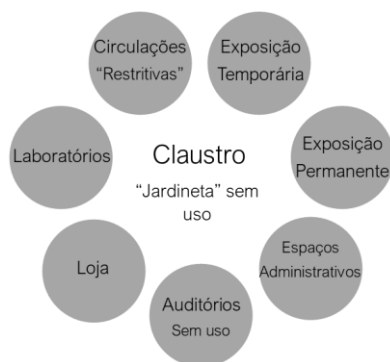 Circulações
“Restritivas”
Exposição
Temporária
Laboratórios
Claustro
“Jardineta” sem
uso
Exposição
Permanente
Loja
Espaços
Administrativos
Auditórios
Sem uso